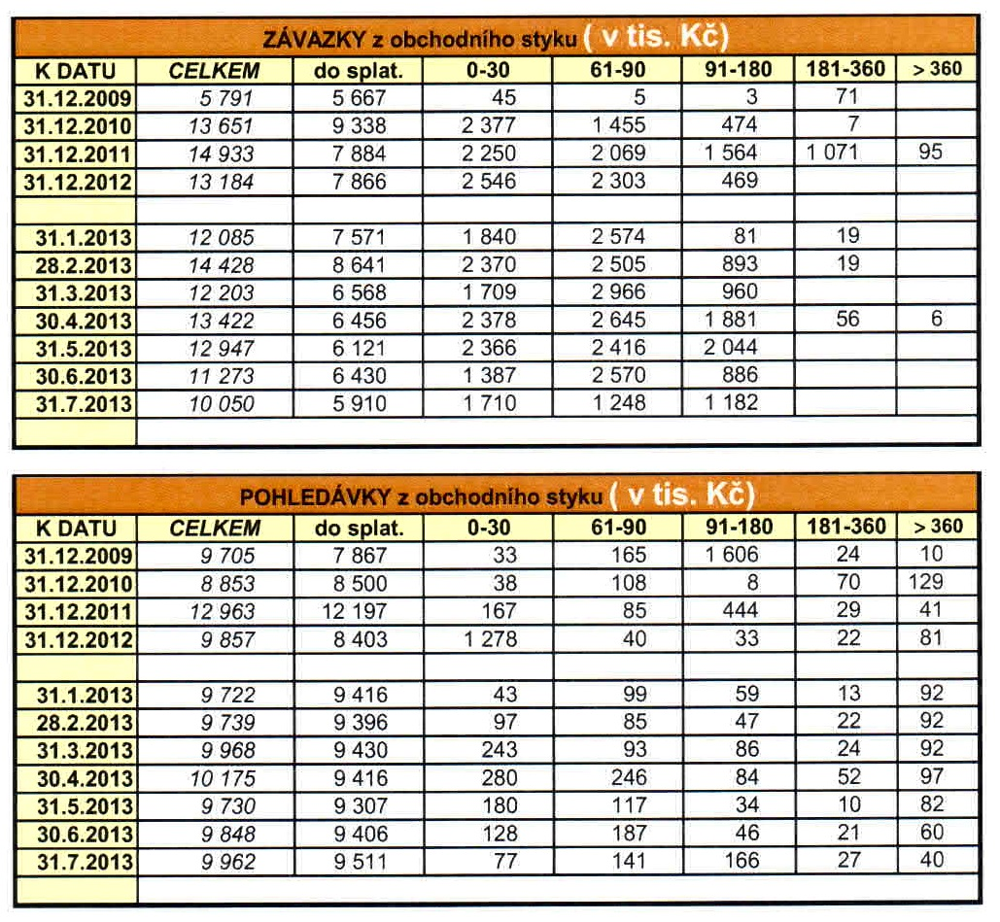 ZÁVAZKY z obchodního styku ( v tis. Kč)
K DATU CELKEM do splat. 0-30 61-90 91-180 181-360 > 360
31.12.2009 5 791 5 667 45 5 3 71
31.12.2010 13 651 9 338 2 377 1 455 474 7
31.12.2011 14 933 7 884 2 250 2 069 1 564 1 071 95
31.12.2012 13 184 7 866 2 546 2 303 469
31.1.2013 12 085 7 571 1 840 2 574 81 19
28.2.2013 14 428 8 641 2 370 2 505 893 19
31.3.2013 12 203 6 568 1 709 2 966 960
30.4.2013 13 422 6 456 2 378 2 645 1 881 56 6
31.5.2013 12 947 6 121 2 366 2 416 2 044
30.6.2013 11 273 6 430 1 387 2 570 886
31.7.2013 10 050 5 910 1 710 1 248 1 182
POHLEDÁVKY z obchodního styku ( v tis. Kč)
K DATU CELKEM do splat. 0-30 61-90 91-180 181-360 > 360
31.12.2009 9 705 7 867 33 165 1 606 24 10
31.12.2010 8 853 8 500 38 108 8 70 129
31.12.2011 12 963 12 197 167 85 444 29 41
31.12.2012 9 857 8 403 1 278 40 33 22 81
31.1.2013 9 722 9 416 43 99 59 13 92
28.2.2013 9 739 9 396 97 85 47 22 92
31.3.2013 9 968 9 430 243 93 86 24 92
30.4.2013 10 175 9 416 280 246 84 52 97
31.5.2013 9 730 9 307 180 117 34 10 82
30.6.2013 9 848 9 406 128 187 46 21 60
31.7.2013 9 962 9 511 77 141 166 27 40